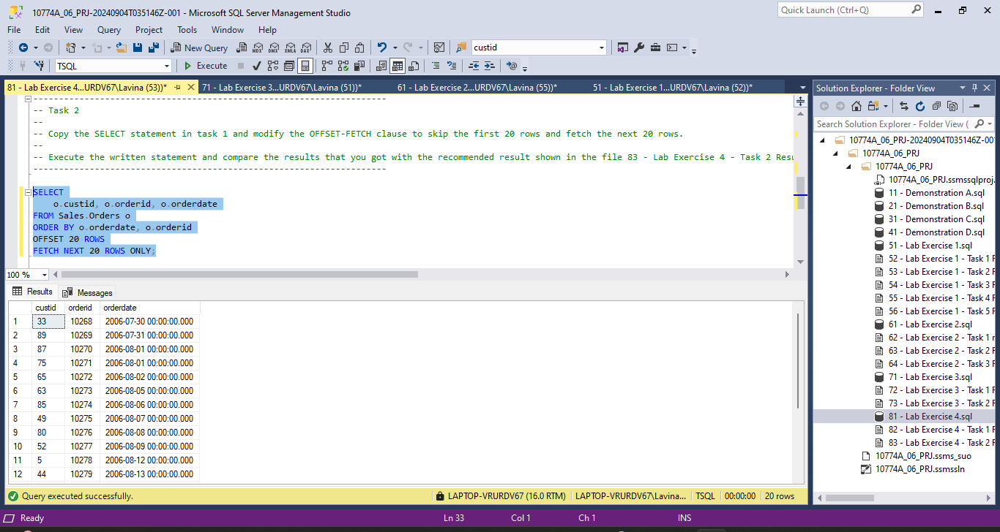 10774A_06_PRJ-20240904T035146Z-001 - Microsoft SQL Server Management Studio
Quick Launch (Ctrl+Q)
File Edit View Query Project Tools Window Help
New Query MDX DMX XMLA DAX custid
TSQL Execute
81 - Lab Exercise 4...URDV67\Lavina (53))* 71 - Lab Exercise 3...URDV67\Lavina (51))* 61 - Lab Exercise 2...URDV67\Lavina (55))* 51 - Lab Exercise 1...URDV67\Lavina (52))*
---------------------------------------------------------------------
-- Task 2
--
-- Copy the SELECT statement in task 1 and modify the OFFSET-FETCH clause to skip the first 20 rows and fetch the next 20 rows.
--
-- Execute the written statement and compare the results that you got with the recommended result shown in the file 83 - Lab Exercise 4 - Task 2 Resu
---------------------------------------------------------------------
SELECT
o.custid, o.orderid, o.orderdate
FROM Sales.Orders o
ORDER BY o.orderdate, o.orderid
OFFSET 20 ROWS
FETCH NEXT 20 ROWS ONLY;
100 %
Results Messages
custid orderid orderdate
1 33 10268 2006-07-30 00:00:00.000
2 89 10269 2006-07-31 00:00:00.000
3 87 10270 2006-08-01 00:00:00.000
4 75 10271 2006-08-01 00:00:00.000
5 65 10272 2006-08-02 00:00:00.000
6 63 10273 2006-08-05 00:00:00.000
7 85 10274 2006-08-06 00:00:00.000
8 49 10275 2006-08-07 00:00:00.000
9 80 10276 2006-08-08 00:00:00.000
10 52 10277 2006-08-09 00:00:00.000
11 5 10278 2006-08-12 00:00:00.000
12 44 10279 2006-08-13 00:00:00.000
Query executed successfully. LAPTOP-VRURDV67 (16.0 RTM) LAPTOP-VRURDV67\Lavina... TSQL 00:00:00 20 rows
Solution Explorer - Folder View
Search Solution Explorer - Folder View (
10774A_06_PRJ-20240904T035146Z-00
10774A_06_PRJ
10774A_06_PRJ
10774A_06_PRJ.ssmssqlproj
11 - Demonstration A.sql
21 - Demonstration B.sql
31 - Demonstration C.sql
41 - Demonstration D.sql
51 - Lab Exercise 1.sql
52 - Lab Exercise 1 - Task 1 F
53 - Lab Exercise 1 - Task 2 F
54 - Lab Exercise 1 - Task 3 F
55 - Lab Exercise 1 - Task 4 F
56 - Lab Exercise 1 - Task 5 F
61 - Lab Exercise 2.sql
62 - Lab Exercise 2 - Task 1 r
63 - Lab Exercise 2 - Task 2 F
64 - Lab Exercise 2 - Task 3 F
71 - Lab Exercise 3.sql
72 - Lab Exercise 3 - Task 1 F
73 - Lab Exercise 3 - Task 2 F
81 - Lab Exercise 4.sql
82 - Lab Exercise 4 - Task 1 F
83 - Lab Exercise 4 - Task 2 F
10774A_06_PRJ.ssms_suo
10774A_06_PRJ.ssmssln
Ready Ln 33 Col 1 Ch 1 INS